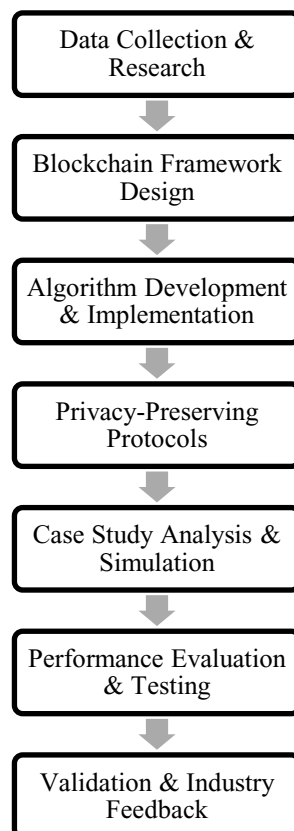 Data Collection &
Research
Blockchain Framework
Design
Algorithm Development
& Implementation
Privacy-Preserving
Protocols
Case Study Analysis &
Simulation
Performance Evaluation
& Testing
Validation & Industry
Feedback